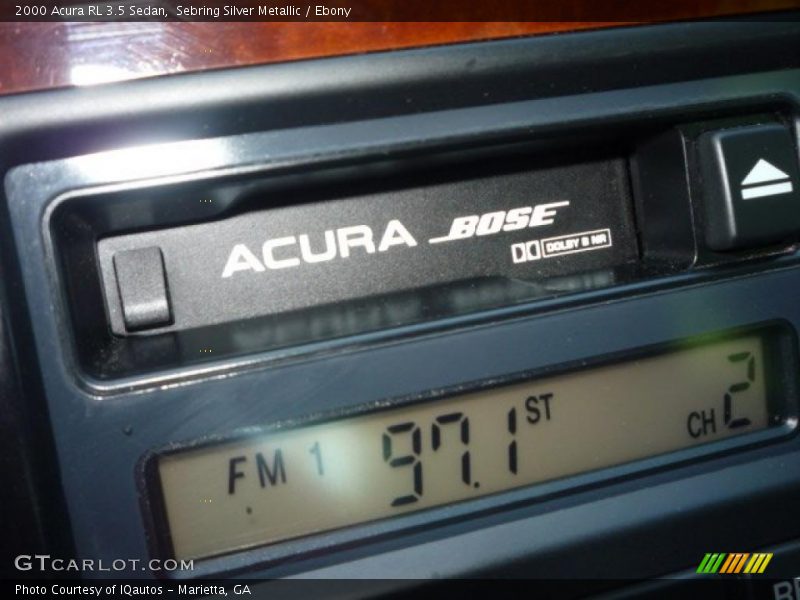 2000 Acura RL 3.5 Sedan, Sebring Silver Metallic / Ebony
ACURA BOSE
DOLBY B NR
FM 1 97.1 ST CH 2
GTCARLOT.COM
Photo Courtesy of IQautos - Marietta, GA